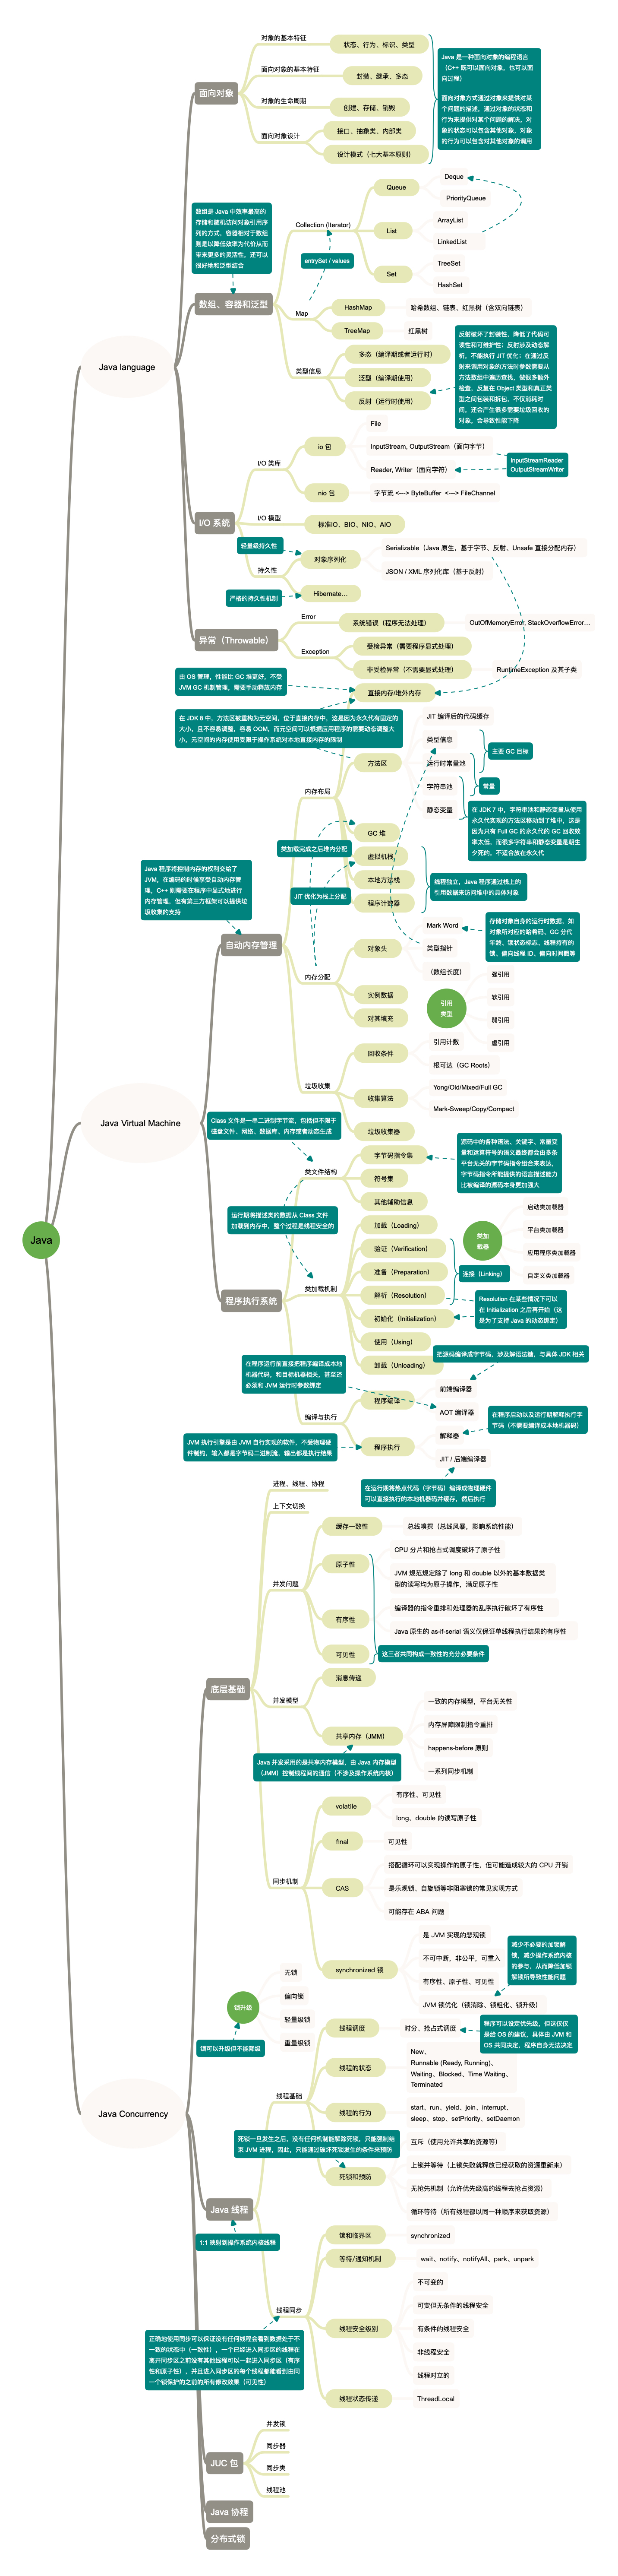 对象的基本特征
状态、行为、标识、类型
面向对象的基本特征
封装、继承、多态
面向对象
对象的生命周期
创建、存储、销毁
面向对象设计
接口、抽象类、内部类
设计模式（七大基本原则）
Java 是一种面向对象的编程语言
（C++ 既可以面向对象，也可以面
向过程）
面向对象方式通过对象来提供对某
个问题的描述，通过对象的状态和
行为来提供对某个问题的解决，对
象的状态可以包含其他对象，对象
的行为可以包含对其他对象的调用
数组是 Java 中效率最高的
存储和随机访问对象引用序
列的方式，容器相对于数组
则是以降低效率为代价从而
带来更多的灵活性，还可以
很好地和泛型结合
数组、容器和泛型
Collection (Iterator)
Queue
Deque
PriorityQueue
List
ArrayList
LinkedList
Set
TreeSet
HashSet
entrySet / values
Map
HashMap
哈希数组、链表、红黑树（含双向链表）
TreeMap
红黑树
类型信息
多态（编译期或者运行时）
泛型（编译期使用）
反射（运行时使用）
反射破坏了封装性，降低了代码可
读性和可维护性；反射涉及动态解
析，不能执行 JIT 优化；在通过反
射来调用对象的方法时参数需要从
方法数组中遍历查找，做很多额外
检查，反复在 Object 类型和真正类
型之间包装和拆包，不仅消耗时
间，还会产生很多需要垃圾回收的
对象，会导致性能下降
Java language
I/O 系统
I/O 类库
io 包
File
InputStream, OutputStream（面向字节）
Reader, Writer（面向字符）
InputStreamReader
OutputStreamWriter
nio 包
字节流 <---> ByteBuffer <---> FileChannel
I/O 模型
标准IO、BIO、NIO、AIO
轻量级持久性
持久性
对象序列化
Serializable（Java 原生，基于字节、反射、Unsafe 直接分配内存）
JSON / XML 序列化库（基于反射）
严格的持久性机制
Hibernate...
异常（Throwable）
Error
系统错误（程序无法处理）
OutOfMemoryError, StackOverflowError...
Exception
受检异常（需要程序显式处理）
非受检异常（不需要显式处理）
RuntimeException 及其子类
由 OS 管理，性能比 GC 堆更好，不受
JVM GC 机制管理，需要手动释放内存
直接内存/堆外内存
在 JDK 8 中，方法区被重构为元空间，位于直接内存中，这是因为永久代有固定的
大小，且不容易调整，容易 OOM，而元空间可以根据应用程序的需要动态调整大
小，元空间的内存使用受限于操作系统对本地直接内存的限制
内存布局
方法区
JIT 编译后的代码缓存
类型信息
运行时常量池
字符串池
静态变量
主要 GC 目标
常量
在 JDK 7 中，字符串池和静态变量从使用
永久代实现的方法区移动到了堆中，这是
因为只有 Full GC 的永久代的 GC 回收效
率太低，而很多字符串和静态变量是朝生
夕死的，不适合放在永久代
GC 堆
类加载完成之后堆内分配
虚拟机栈
本地方法栈
程序计数器
线程独立，Java 程序通过栈上的
引用数据来访问堆中的具体对象
JIT 优化为栈上分配
Java 程序将控制内存的权利交给了
JVM，在编码的时候享受自动内存管
理，C++ 则需要在程序中显式地进行
内存管理，但有第三方框架可以提供垃
圾收集的支持
自动内存管理
内存分配
对象头
Mark Word
类型指针
（数组长度）
存储对象自身的运行时数据，如
对象所对应的哈希码、GC 分代
年龄、锁状态标志、线程持有的
锁、偏向线程 ID、偏向时间戳等
实例数据
对其填充
引用
类型
强引用
软引用
弱引用
虚引用
垃圾收集
回收条件
引用计数
根可达（GC Roots）
收集算法
Yong/Old/Mixed/Full GC
Mark-Sweep/Copy/Compact
垃圾收集器
Java Virtual Machine
Class 文件是一串二进制字节流，包括但不限于
磁盘文件、网络、数据库、内存或者动态生成
类文件结构
字节码指令集
符号集
其他辅助信息
源码中的各种语法、关键字、常量变
量和运算符号的语义最终都会由多条
平台无关的字节码指令组合来表达，
字节码指令所能提供的语言描述能力
比被编译的源码本身更加强大
运行期将描述类的数据从 Class 文件
加载到内存中，整个过程是线程安全的
程序执行系统
类加载机制
加载（Loading）
验证（Verification）
准备（Preparation）
解析（Resolution）
初始化（Initialization）
使用（Using）
卸载（Unloading）
连接（Linking）
类加
载器
启动类加载器
平台类加载器
应用程序类加载器
自定义类加载器
Resolution 在某些情况下可以
在 Initialization 之后再开始（这
是为了支持 Java 的动态绑定）
把源码编译成字节码，涉及解语法糖，与具体 JDK 相关
在程序运行前直接把程序编译成本地
机器代码，和目标机器相关，甚至还
必须和 JVM 运行时参数绑定
编译与执行
程序编译
前端编译器
AOT 编译器
程序执行
解释器
JIT / 后端编译器
在程序启动以及运行期解释执行字
节码（不需要编译成本地机器码）
JVM 执行引擎是由 JVM 自行实现的软件，不受物理硬
件制约，输入都是字节码二进制流，输出都是执行结果
在运行期将热点代码（字节码）编译成物理硬件
可以直接执行的本地机器码并缓存，然后执行
Java
进程、线程、协程
上下文切换
底层基础
并发问题
缓存一致性
总线嗅探（总线风暴、影响系统性能）
原子性
CPU 分片和抢占式调度破坏了原子性
JVM 规范规定除了 long 和 double 以外的基本数据类
型的读写均为原子操作，满足原子性
有序性
编译器的指令重排和处理器的乱序执行破坏了有序性
Java 原生的 as-if-serial 语义仅保证单线程执行结果的有序性
可见性
这三者共同构成一致性的充分必要条件
并发模型
消息传递
共享内存（JMM）
一致的内存模型，平台无关性
内存屏障限制指令重排
happens-before 原则
一系列同步机制
Java 并发采用的是共享内存模型，由 Java 内存模型
（JMM）控制线程间的通信（不涉及操作系统内核）
同步机制
volatile
有序性、可见性
long、double 的读写原子性
final
可见性
CAS
搭配循环可以实现操作的原子性，但可能造成较大的 CPU 开销
是乐观锁、自旋锁等非阻塞锁的常见实现方式
可能存在 ABA 问题
synchronized 锁
是 JVM 实现的悲观锁
不可中断，非公平，可重入
有序性、原子性、可见性
JVM 锁优化（锁消除、锁粗化、锁升级）
减少不必要的加锁解
锁，减少操作系统内核
的参与，从而降低加锁
解锁所导致性能问题
锁升级
无锁
偏向锁
轻量级锁
重量级锁
锁可以升级但不能降级
Java Concurrency
Java 线程
1:1 映射到操作系统内核线程
线程基础
线程调度
时分、抢占式调度
程序可以设定优先级，但这仅仅
是给 OS 的建议，具体由 JVM 和
OS 共同决定，程序自身无法决定
线程的状态
New、
Runnable (Ready, Running)、
Waiting、Blocked、Time Waiting、
Terminated
线程的行为
start、run、yield、join、interrupt、
sleep、stop、setPriority、setDaemon
死锁一旦发生之后，没有任何机制能解除死锁，只能强制结
束 JVM 进程，因此，只能通过破坏死锁发生的条件来预防
死锁和预防
互斥（使用允许共享的资源等）
上锁并等待（上锁失败就释放已经获取的资源重新来）
无抢先机制（允许优先级高的线程去抢占资源）
循环等待（所有线程都以同一种顺序来获取资源）
线程同步
锁和临界区
synchronized
等待/通知机制
wait、notify、notifyAll、park、unpark
线程安全级别
不可变的
可变但无条件的线程安全
有条件的线程安全
非线程安全
线程对立的
线程状态传递
ThreadLocal
正确地使用同步可以保证没有任何线程会看到数据处于不
一致的状态中（一致性），一个已经进入同步区的线程在
离开同步区之前没有其他线程可以一起进入同步区（有序
性和原子性），并且进入同步区的每个线程都能看到由同
一个锁保护的之前的所有修改效果（可见性）
JUC 包
并发锁
同步器
同步类
线程池
Java 协程
分布式锁